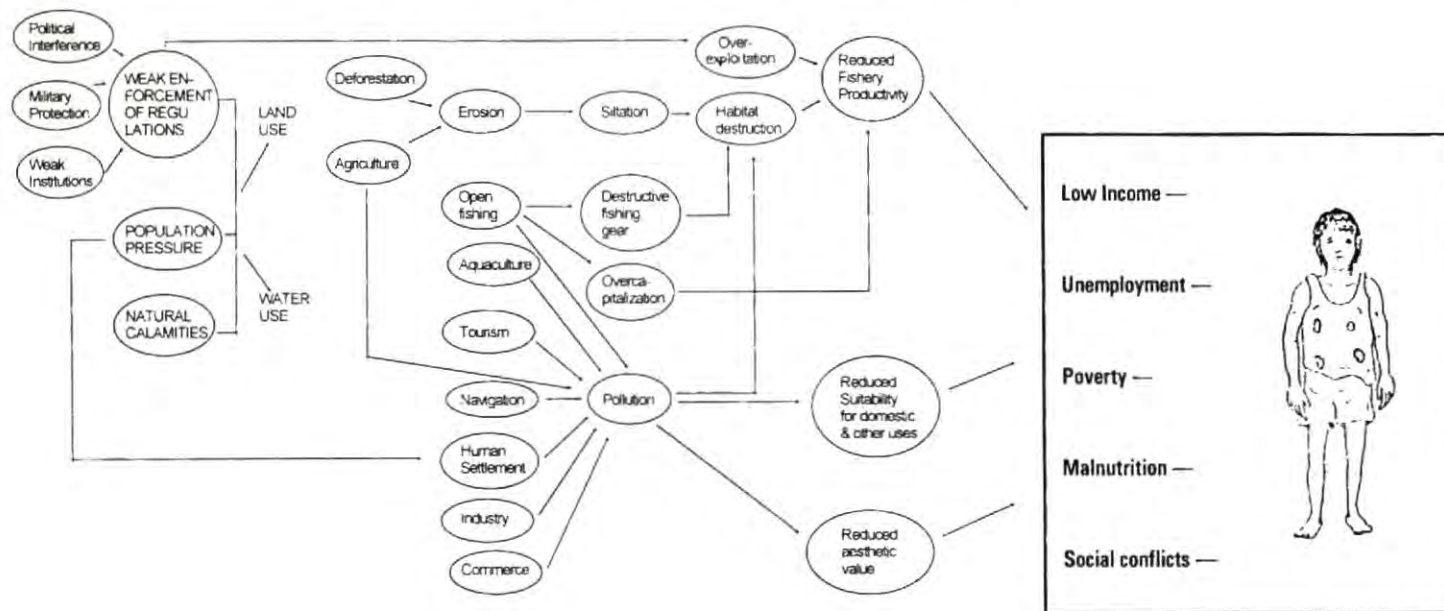 Political
Interference
Military
Protection
Weak
Institutions
WEAK EN-
FORCEMENT
OF REGU
LATIONS
POPULATION
PRESSURE
NATURAL
CALAMITIES
LAND
USE
WATER
USE
Deforestation
Agriculture
Erosion
Siltation
Habitat
destruction
Over-
exploitation
Reduced
Fishery
Productivity
Open
fishing
Destructive
fishing
gear
Aquaculture
Overca-
pitalization
Tourism
Navigation
Pollution
Human
Settlement
Industry
Commerce
Reduced
Suitability
for domestic
& other uses
Reduced
aesthetic
value
Low Income —
Unemployment —
Poverty —
Malnutrition —
Social conflicts —